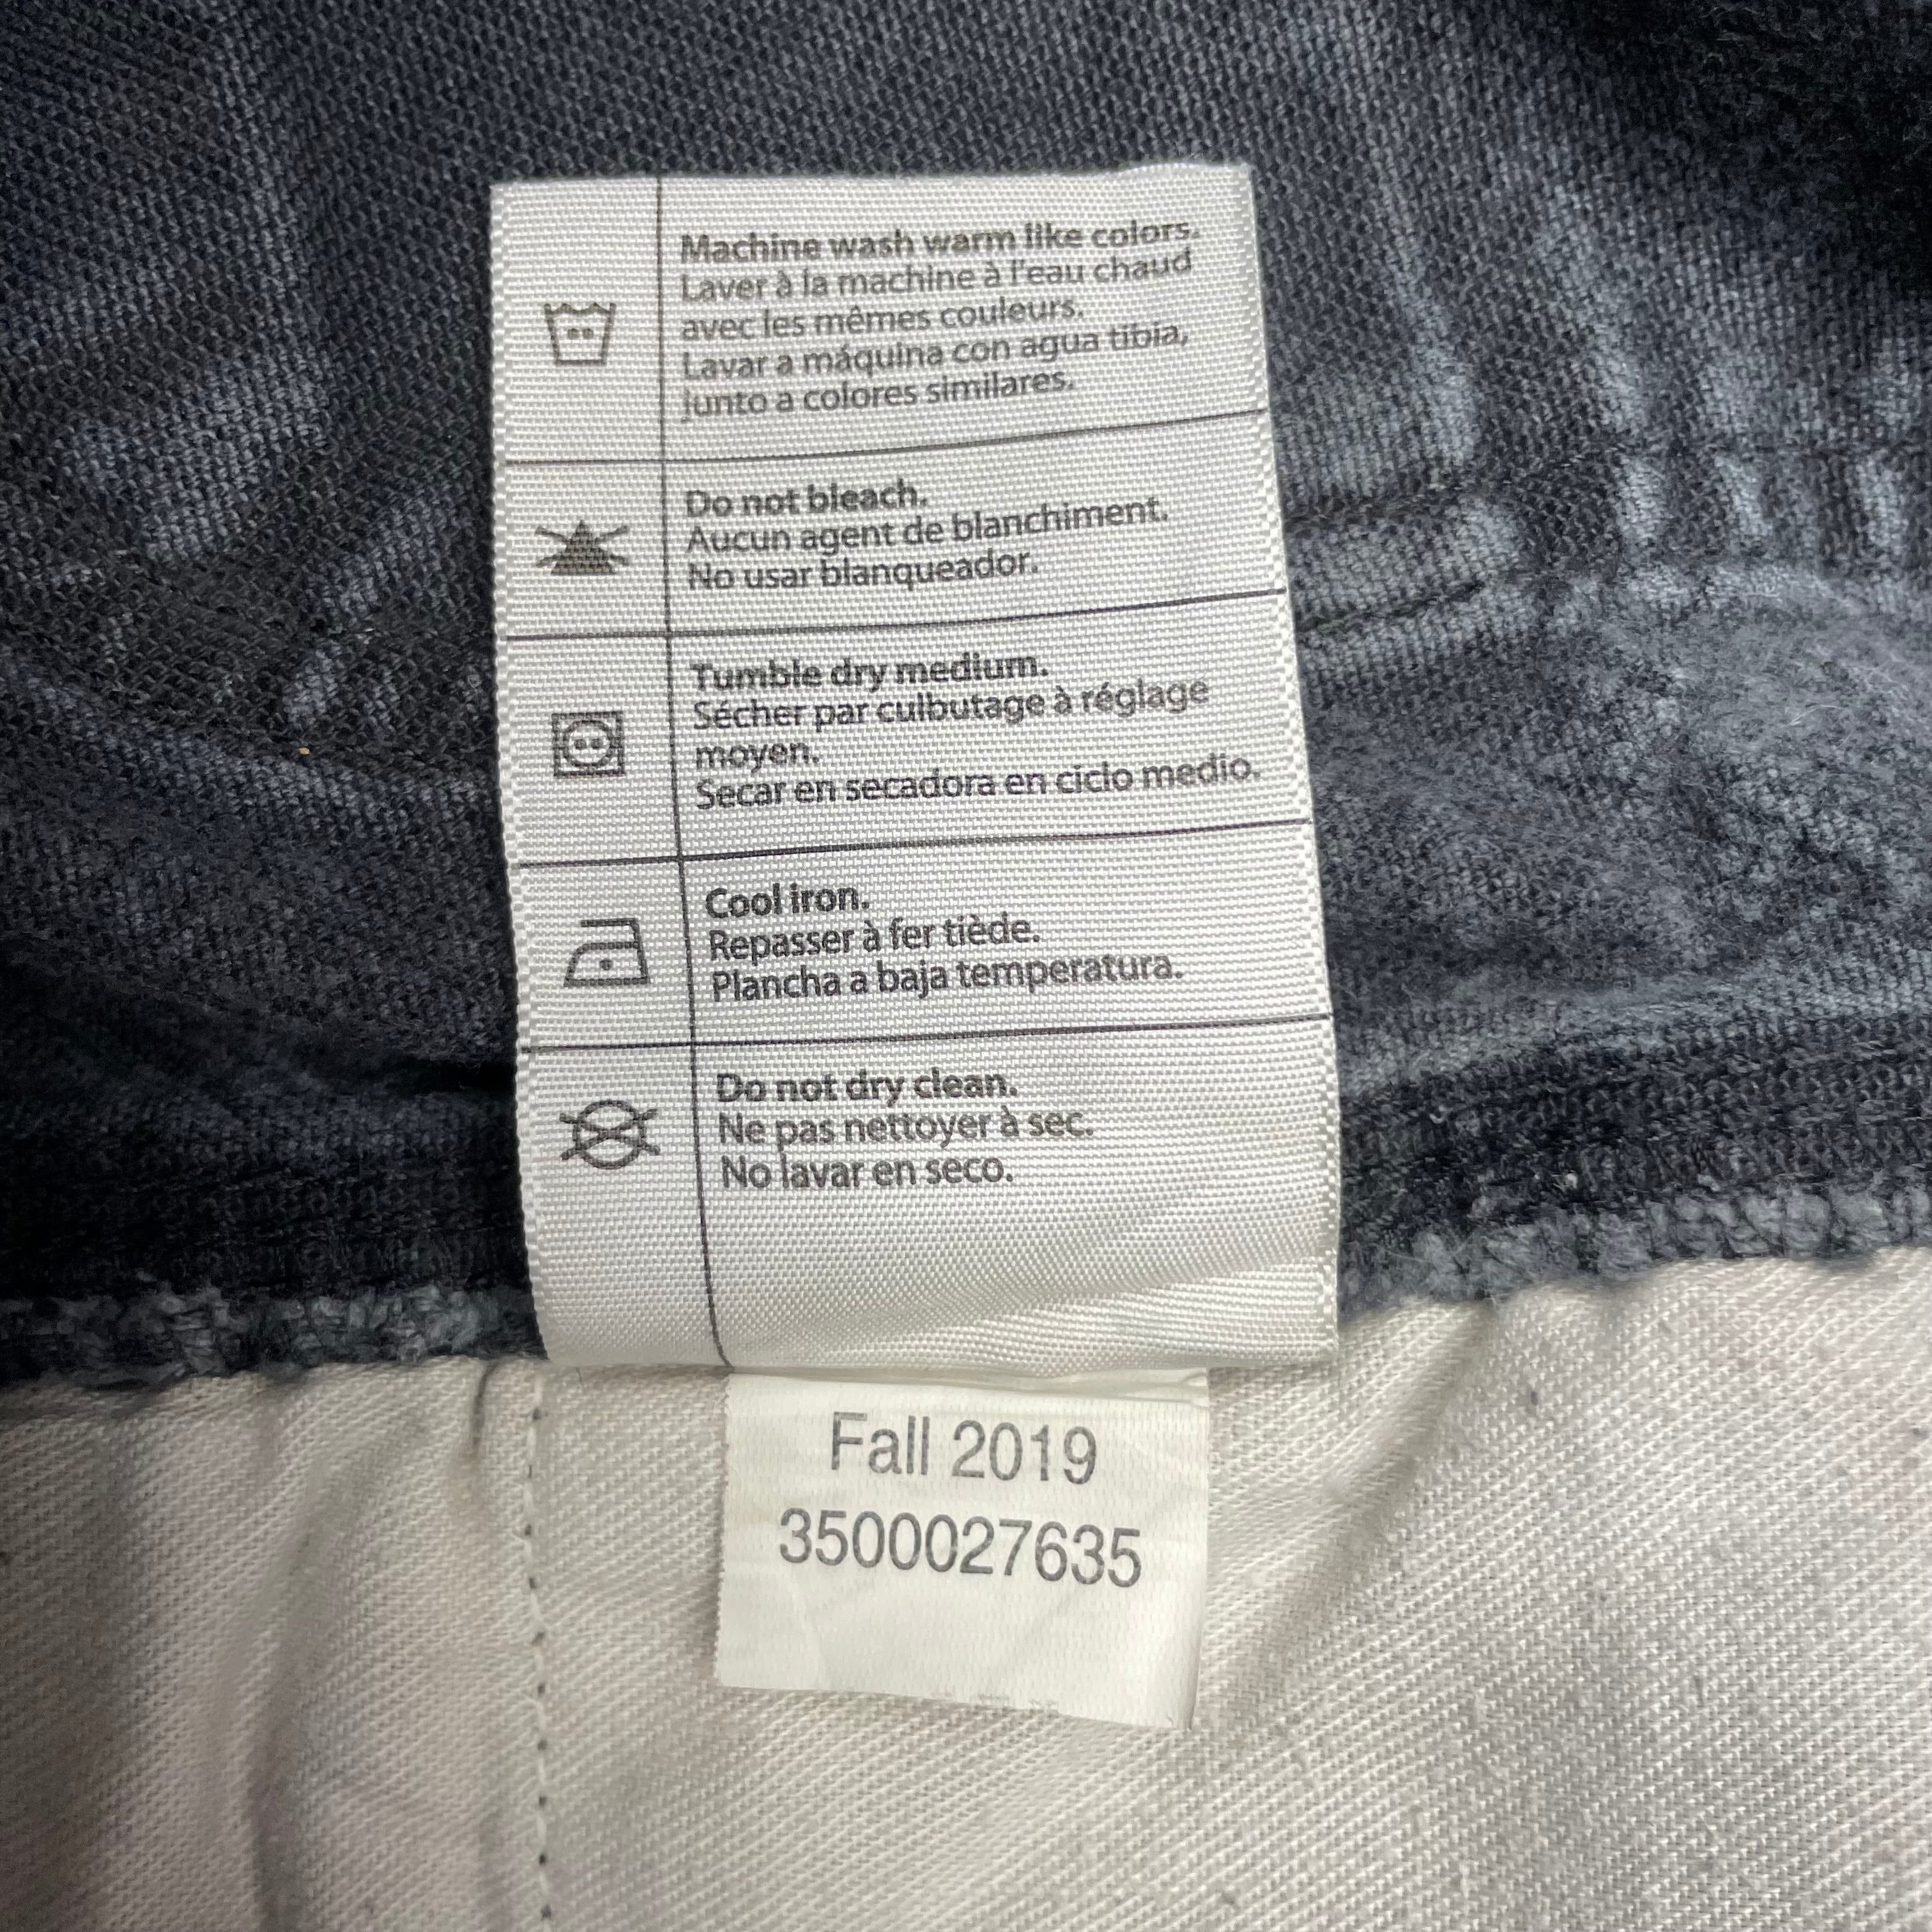 Machine wash warm like colors.
Laver à la machine à l'eau chaud
avec les mêmes couleurs.
Lavar a máquina con agua tibia,
junto a colores similares.
Do not bleach.
Aucun agent de blanchiment.
No usar blanqueador.
Tumble dry medium.
Sécher par culbutage à réglage
moyen.
Secar en secadora en ciclo medio.
Cool iron.
Repasser à fer tiède.
Plancha a baja temperatura.
Do not dry clean.
Ne pas nettoyer à sec.
No lavar en seco.
Fall 2019
3500027635